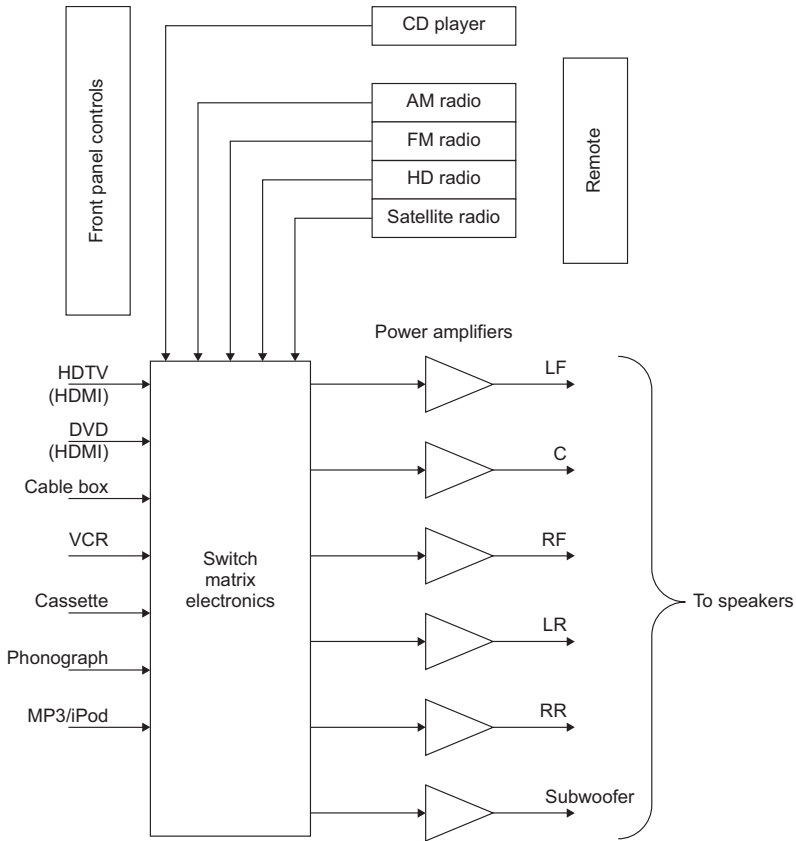 CD player
Front panel controls
AM radio
FM radio
HD radio
Satellite radio
Remote
Power amplifiers
HDTV
(HDMI)
DVD
(HDMI)
Cable box
VCR
Cassette
Phonograph
MP3/iPod
Switch
matrix
electronics
LF
C
RF
LR
RR
Subwoofer
To speakers